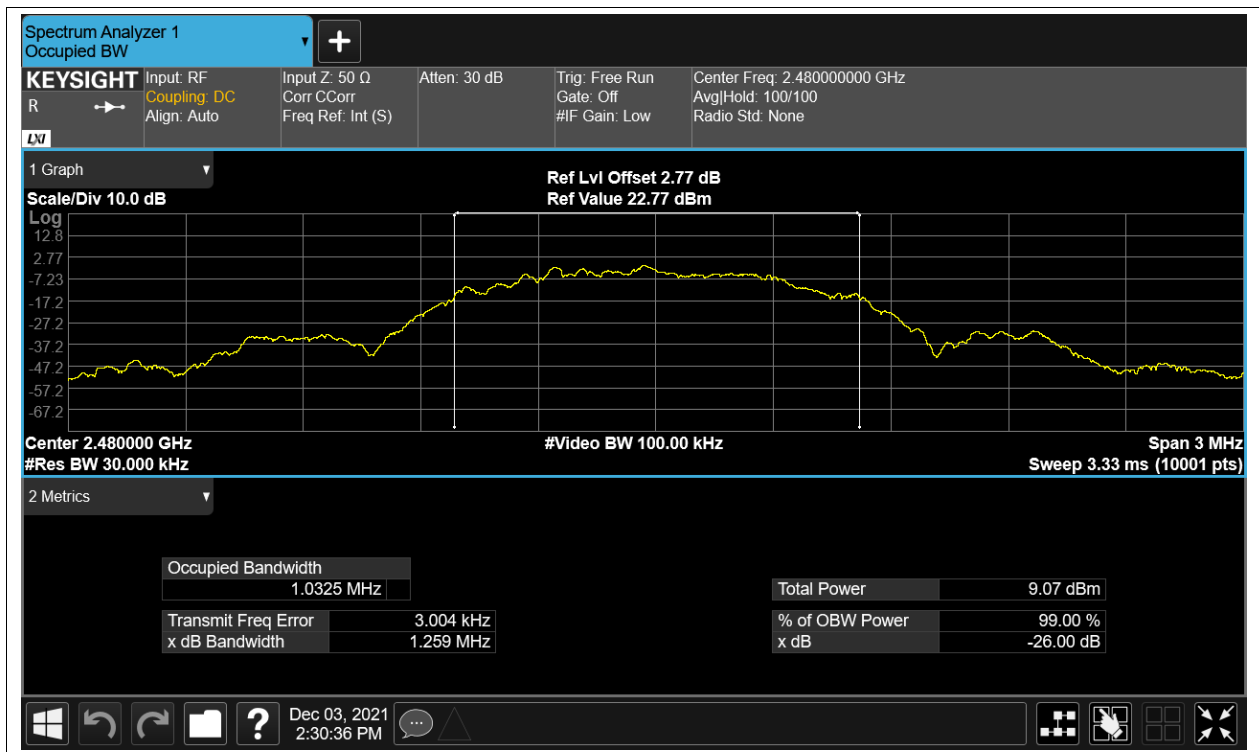 Spectrum Analyzer 1
Occupied BW
+
KEYSIGHT
R
LXI
Input: RF
Coupling: DC
Align: Auto
Input Z: 50 Ω
Corr CCorr
Freq Ref: Int (S)
Atten: 30 dB
Trig: Free Run
Gate: Off
#IF Gain: Low
Center Freq: 2.480000000 GHz
Avg|Hold: 100/100
Radio Std: None
1 Graph
Scale/Div 10.0 dB
Ref Lvl Offset 2.77 dB
Ref Value 22.77 dBm
Log
12.8
2.77
-7.23
-17.2
-27.2
-37.2
-47.2
-57.2
-67.2
Center 2.480000 GHz
#Video BW 100.00 kHz
Span 3 MHz
#Res BW 30.000 kHz
Sweep 3.33 ms (10001 pts)
2 Metrics
Occupied Bandwidth
1.0325 MHz
Total Power 9.07 dBm
Transmit Freq Error 3.004 kHz
% of OBW Power 99.00 %
x dB Bandwidth 1.259 MHz
x dB -26.00 dB
?
Dec 03, 2021
2:30:36 PM